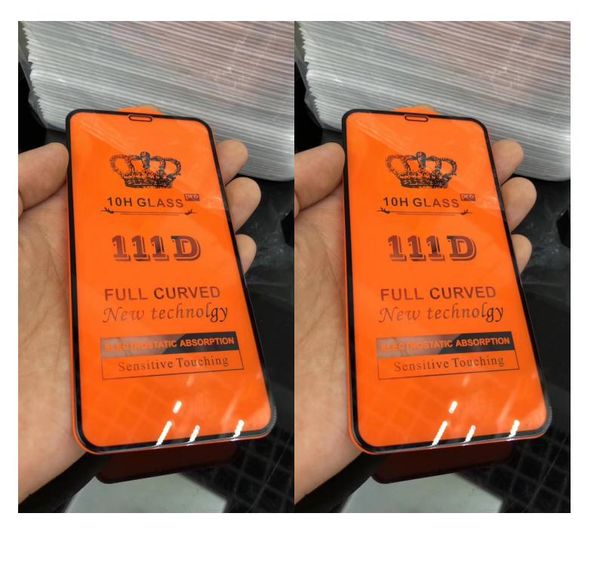 10H GLASS
111D
FULL CURVED
New technolgy
ELECTROSTATIC ABSORPTION
Sensitive Touching
10H GLASS
111D
FULL CURVED
New technolgy
ELECTROSTATIC ABSORPTION
Sensitive Touching